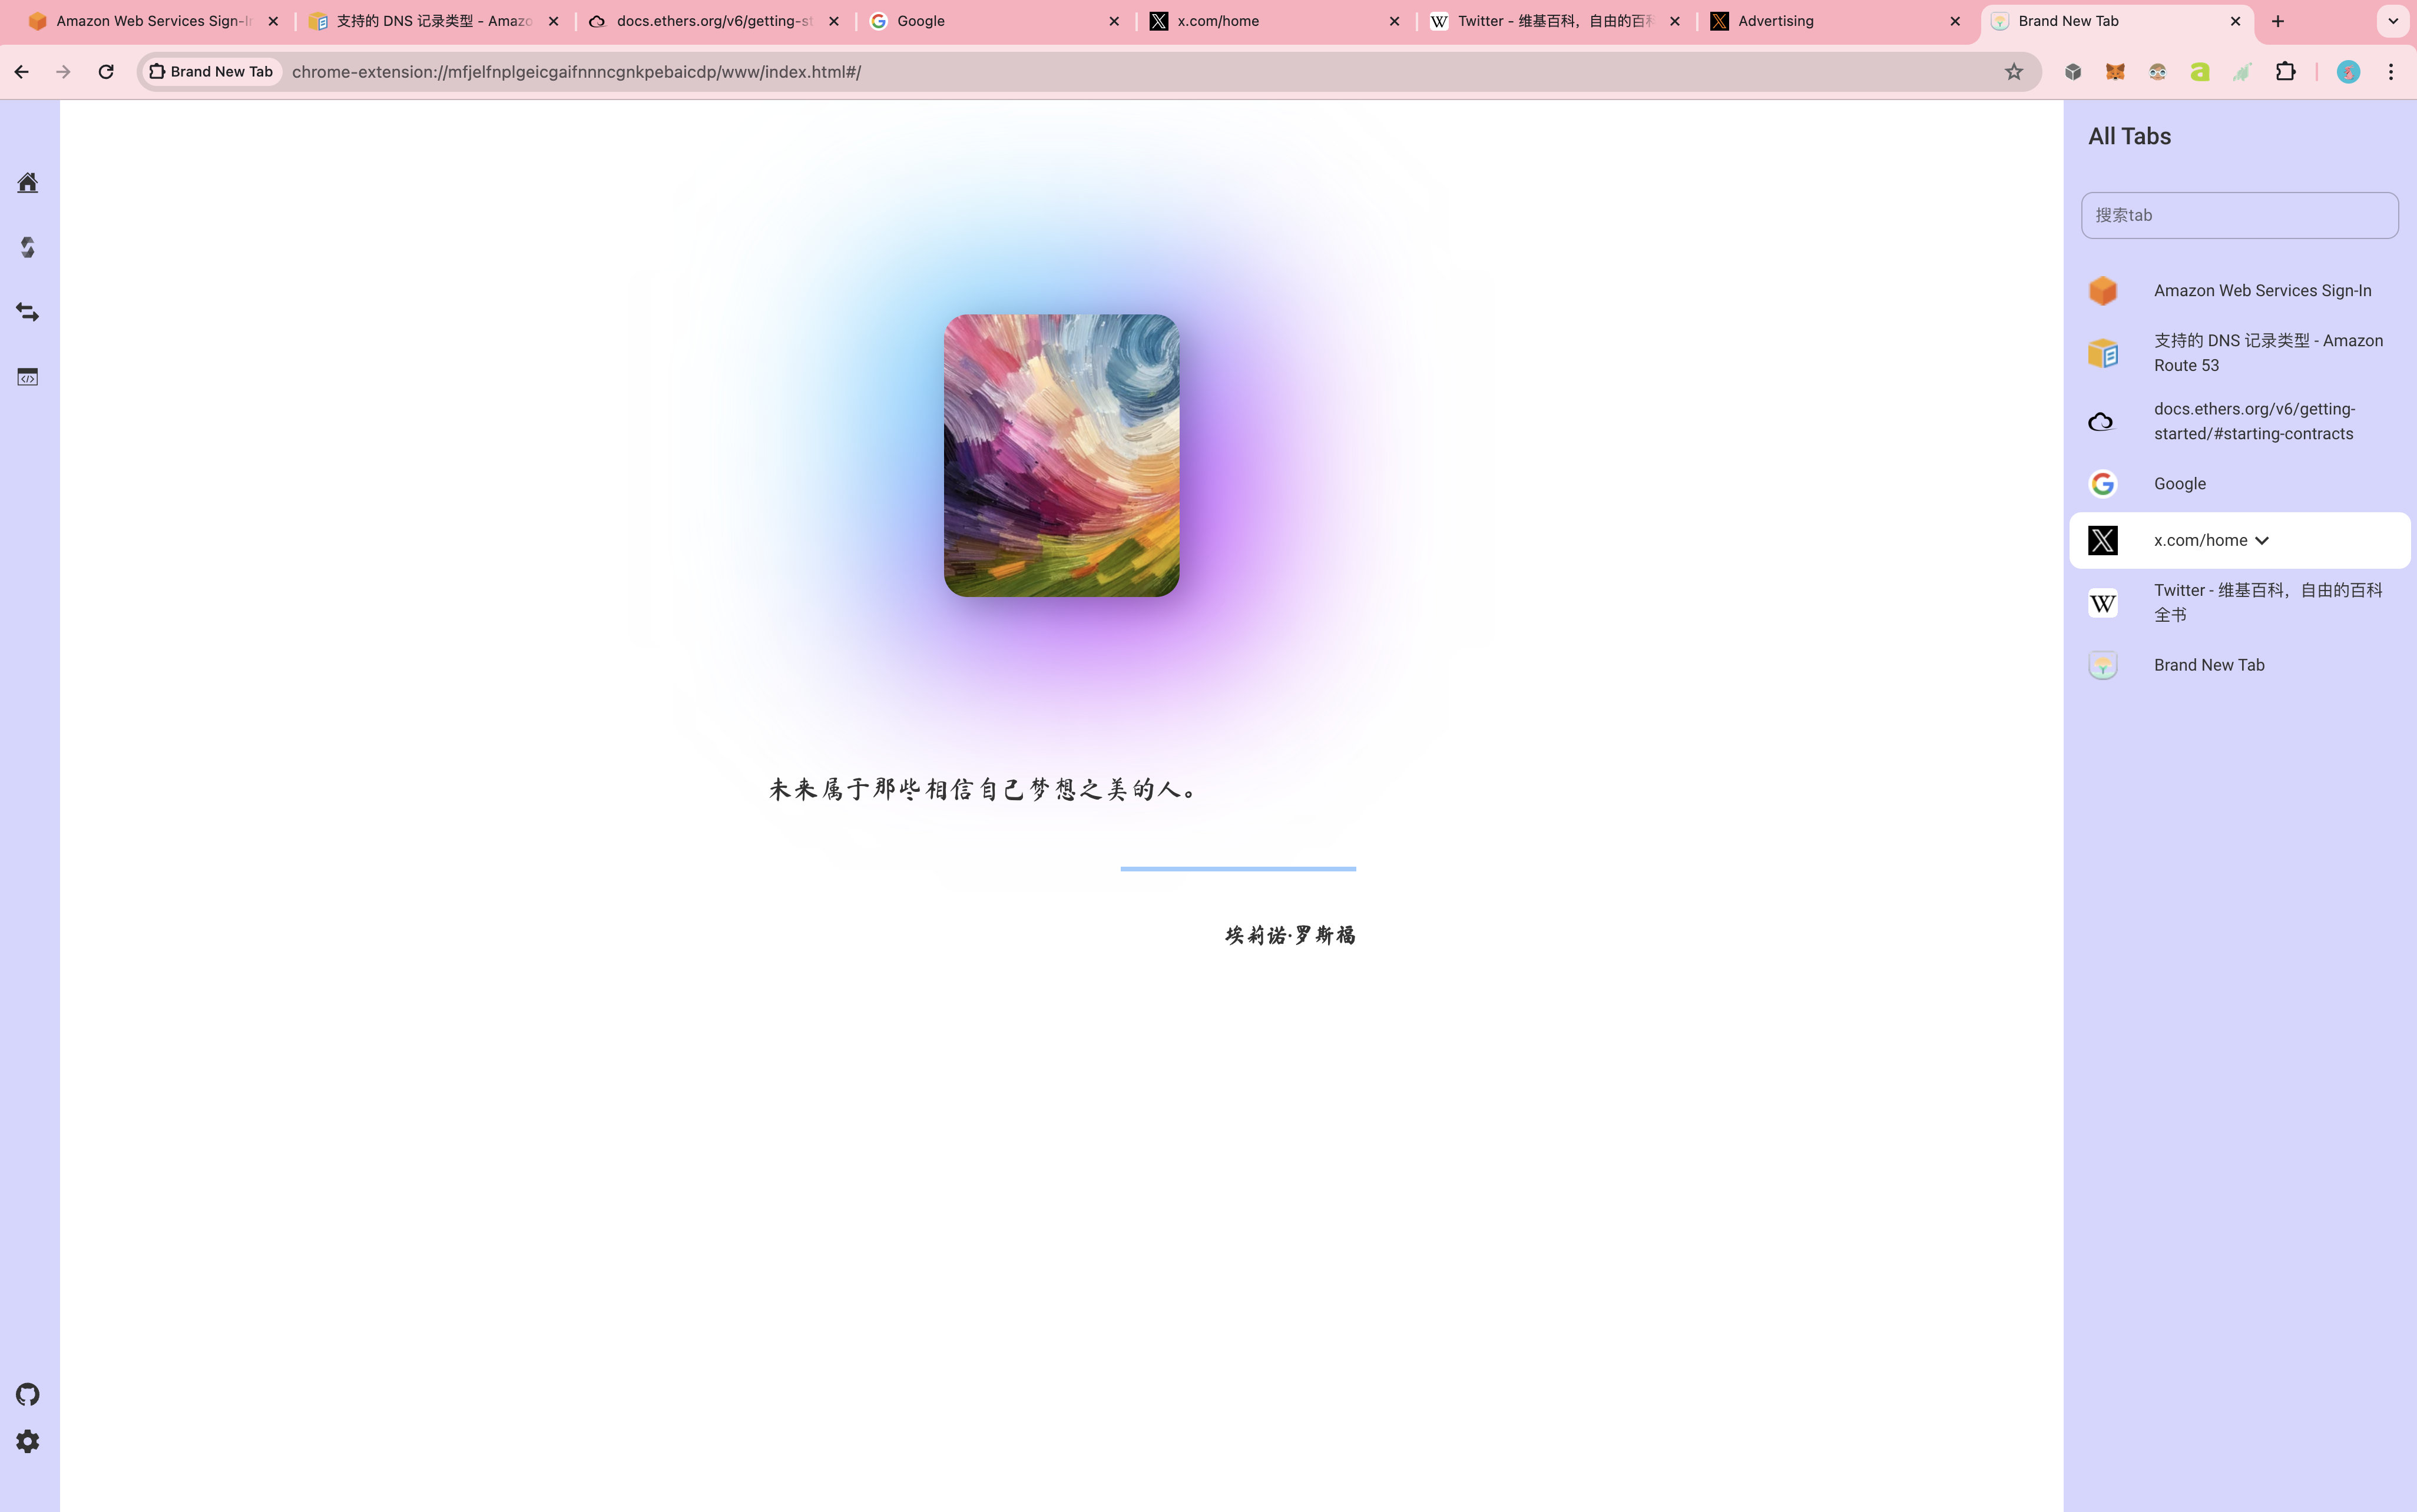 Amazon Web Services Sign-In
支持的 DNS 记录类型 - Amazo
docs.ethers.org/v6/getting-st
Google
x.com/home
Twitter - 维基百科，自由的百科
Advertising
Brand New Tab
Brand New Tab
chrome-extension://mfjelfnplgeicgaifnnncgnkpebaicdp/www/index.html#/
未来属于那些相信自己梦想之美的人。
埃莉诺·罗斯福
All Tabs
搜索tab
Amazon Web Services Sign-In
支持的 DNS 记录类型 - Amazon
Route 53
docs.ethers.org/v6/getting-
started/#starting-contracts
Google
x.com/home
Twitter - 维基百科，自由的百科
全书
Brand New Tab